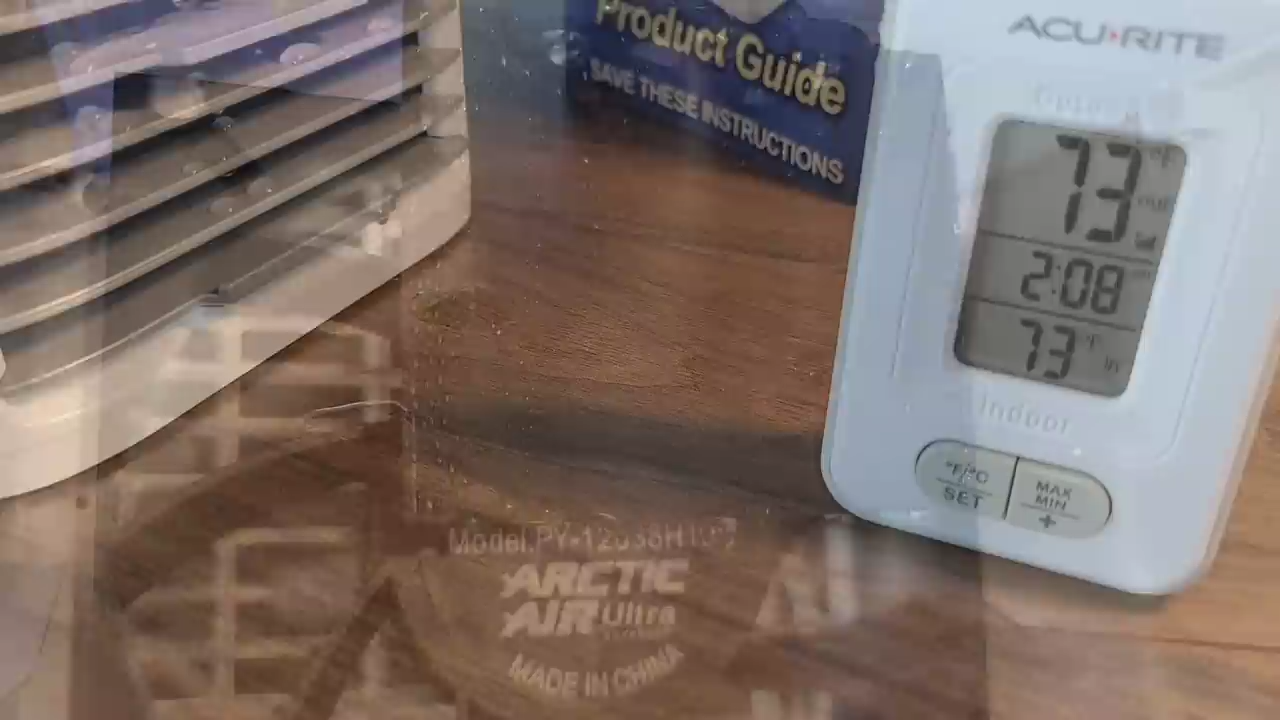 Product Guide
SAVE THESE INSTRUCTIONS
ACU›RITE
73 °F
2:08
73 °F
IN
Indoor
°F/°C
SET
MAX
MIN
+
ARCTIC
AIR Ultra
MADE IN CHINA